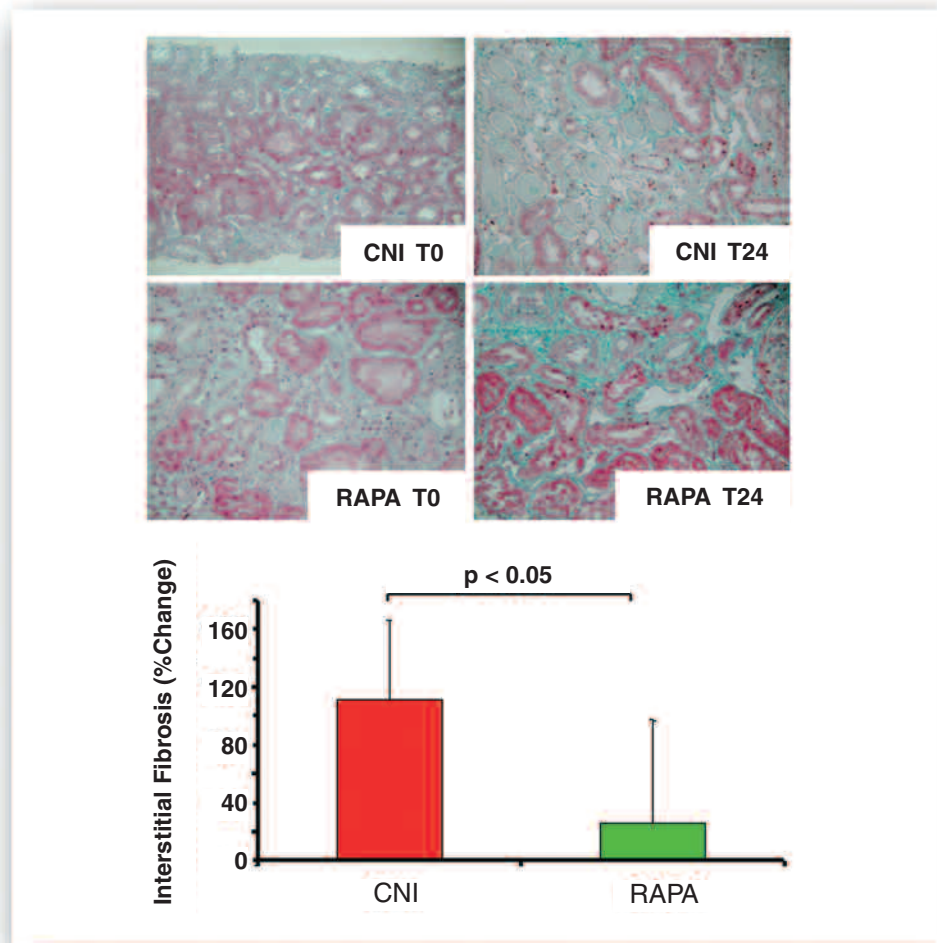 CNI T0
CNI T24
RAPA T0
RAPA T24
p < 0.05
Interstitial Fibrosis (%Change)
160
120
80
40
0
CNI
RAPA